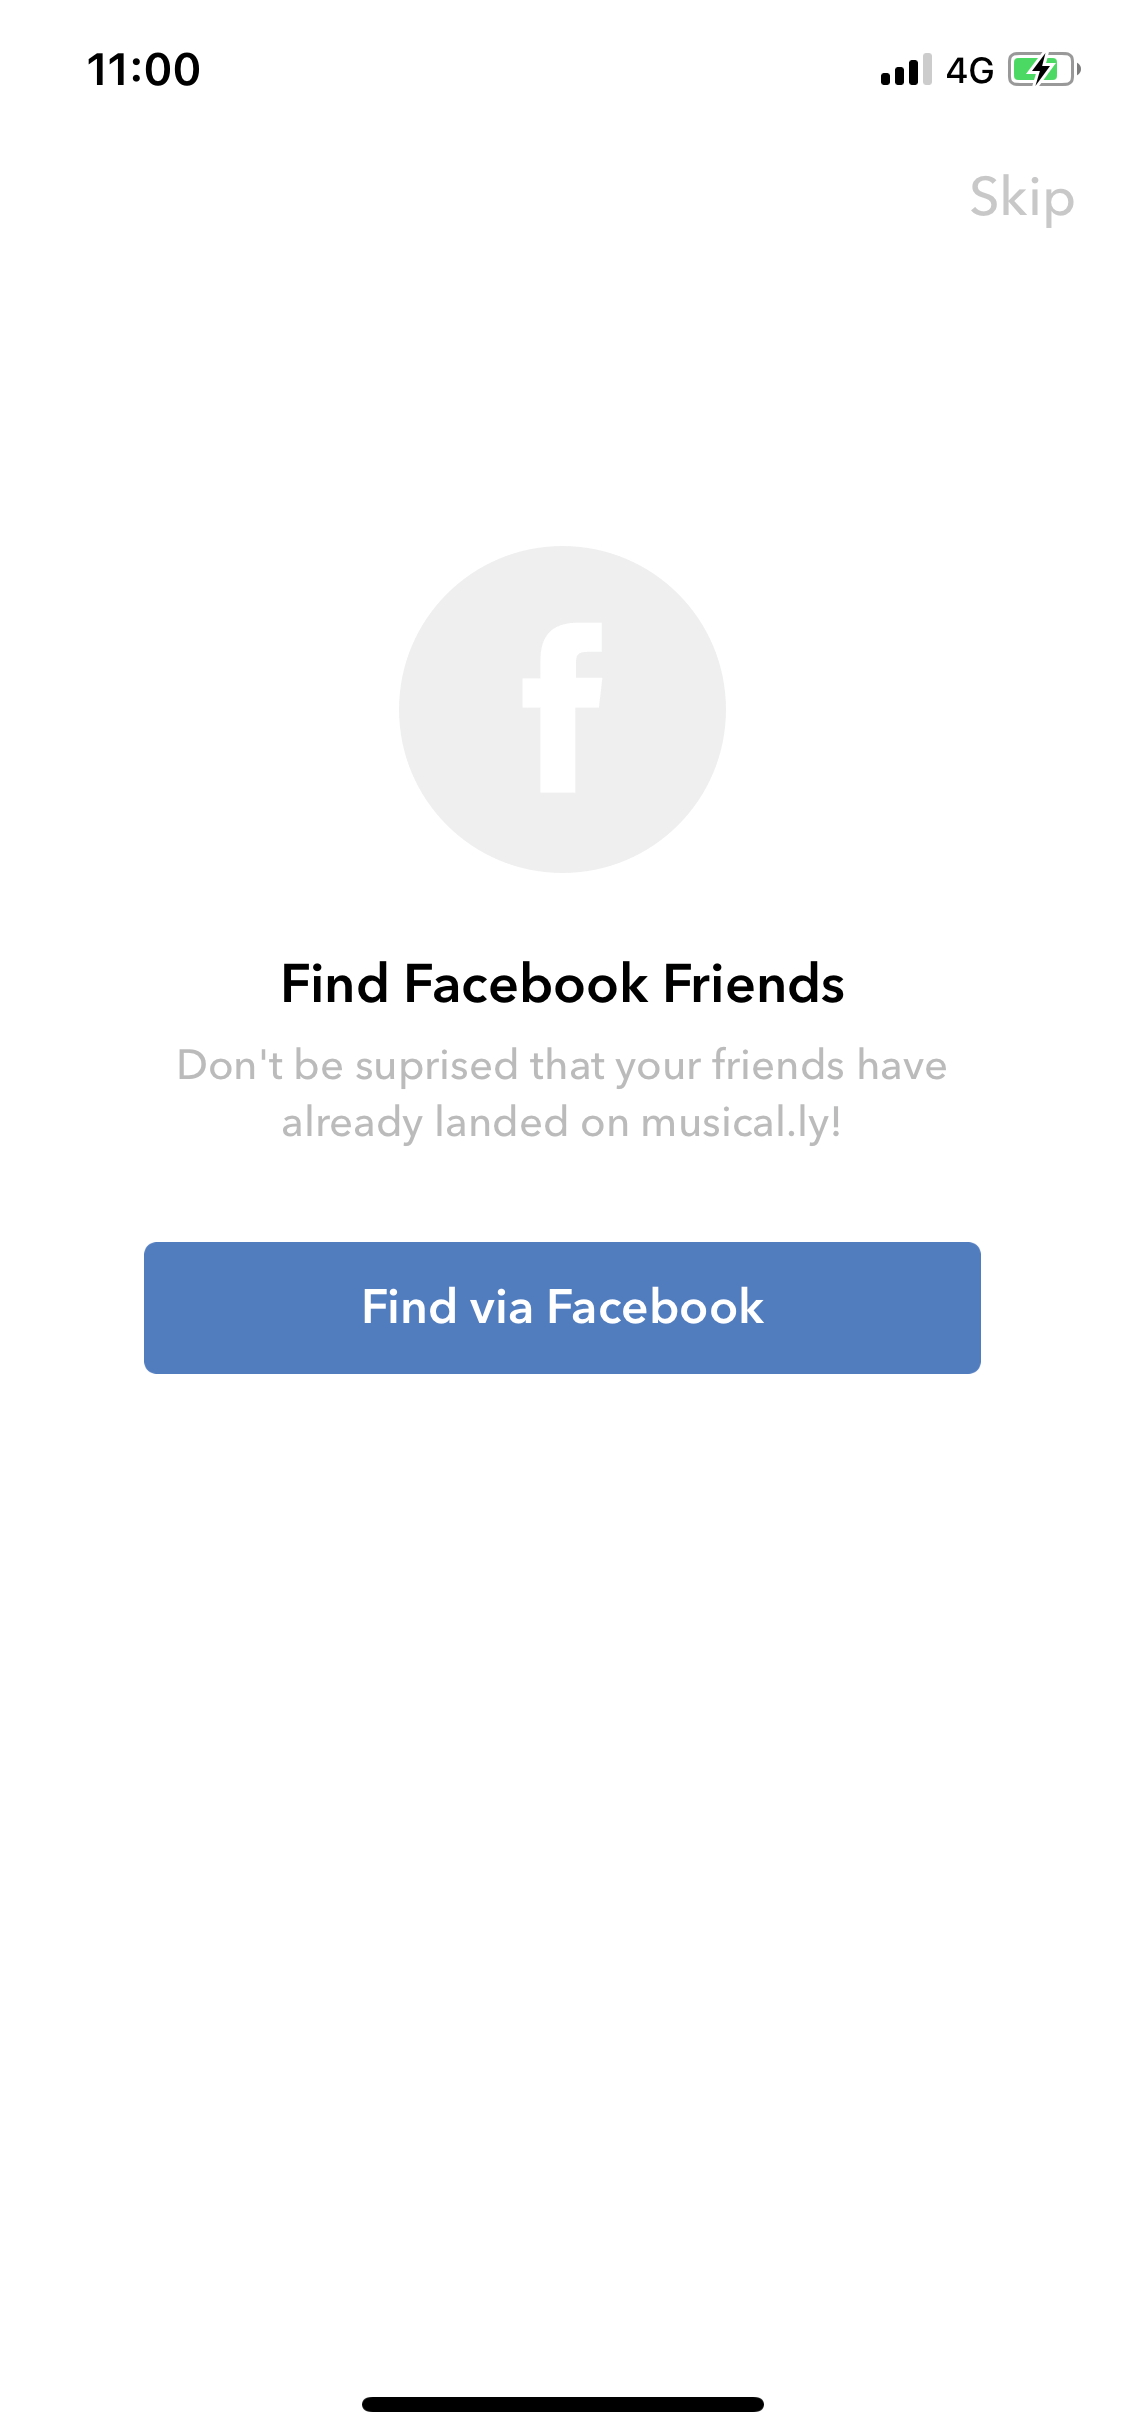 11:00
4G
Skip
Find Facebook Friends
Don't be suprised that your friends have
already landed on musical.ly!
Find via Facebook